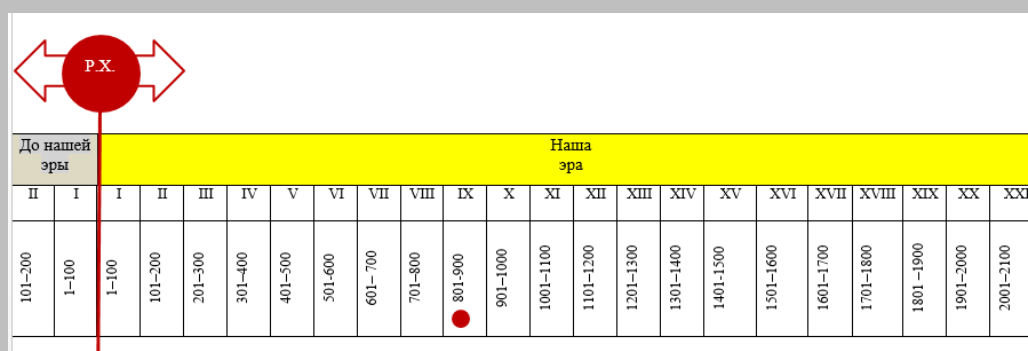 Р.Х.
До нашей
эры
Наша
эра
II I I II III IV V VI VII VIII IX X XI XII XIII XIV XV XVI XVII XVIII XIX XX XXI
101–200 1–100 1–100 101–200 201–300 301–400 401–500 501-600 601– 700 701–800 801-900 901–1000 1001–1100 1101–1200 1201–1300 1301–1400 1401-1500 1501–1600 1601–1700 1701–1800 1801 –1900 1901–2000 2001–2100